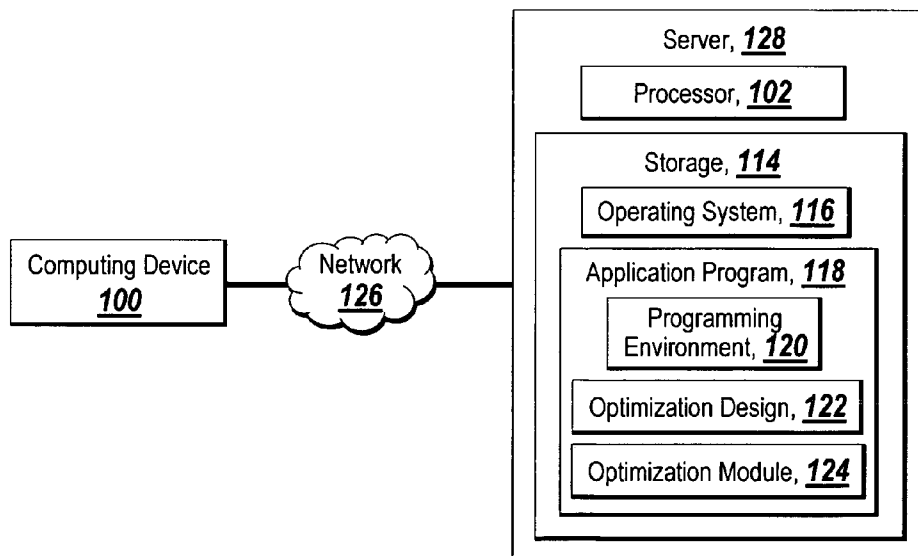 Server, 128
Processor, 102
Storage, 114
Operating System, 116
Computing Device
100
Network
126
Application Program, 118
Programming
Environment, 120
Optimization Design, 122
Optimization Module, 124